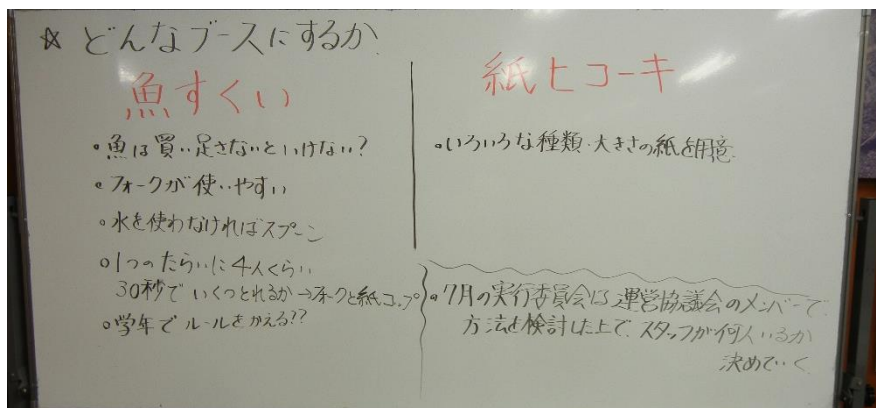 ☆ どんなブースにするか
魚すくい
・魚は買い足さないといけない?
・フォークが使いやすい
・水を使わなければスプーン
・1つのたらいに4人くらい
30秒でいくつとれるか→フォークと紙コップ
・学年でルールをかえる??
紙ヒコーキ
・いろいろな種類・大きさの紙を用意
・7月の実行委員会は運営協議会のメンバーで
方法を検討した上で、スタッフが何人いるか
決めていく